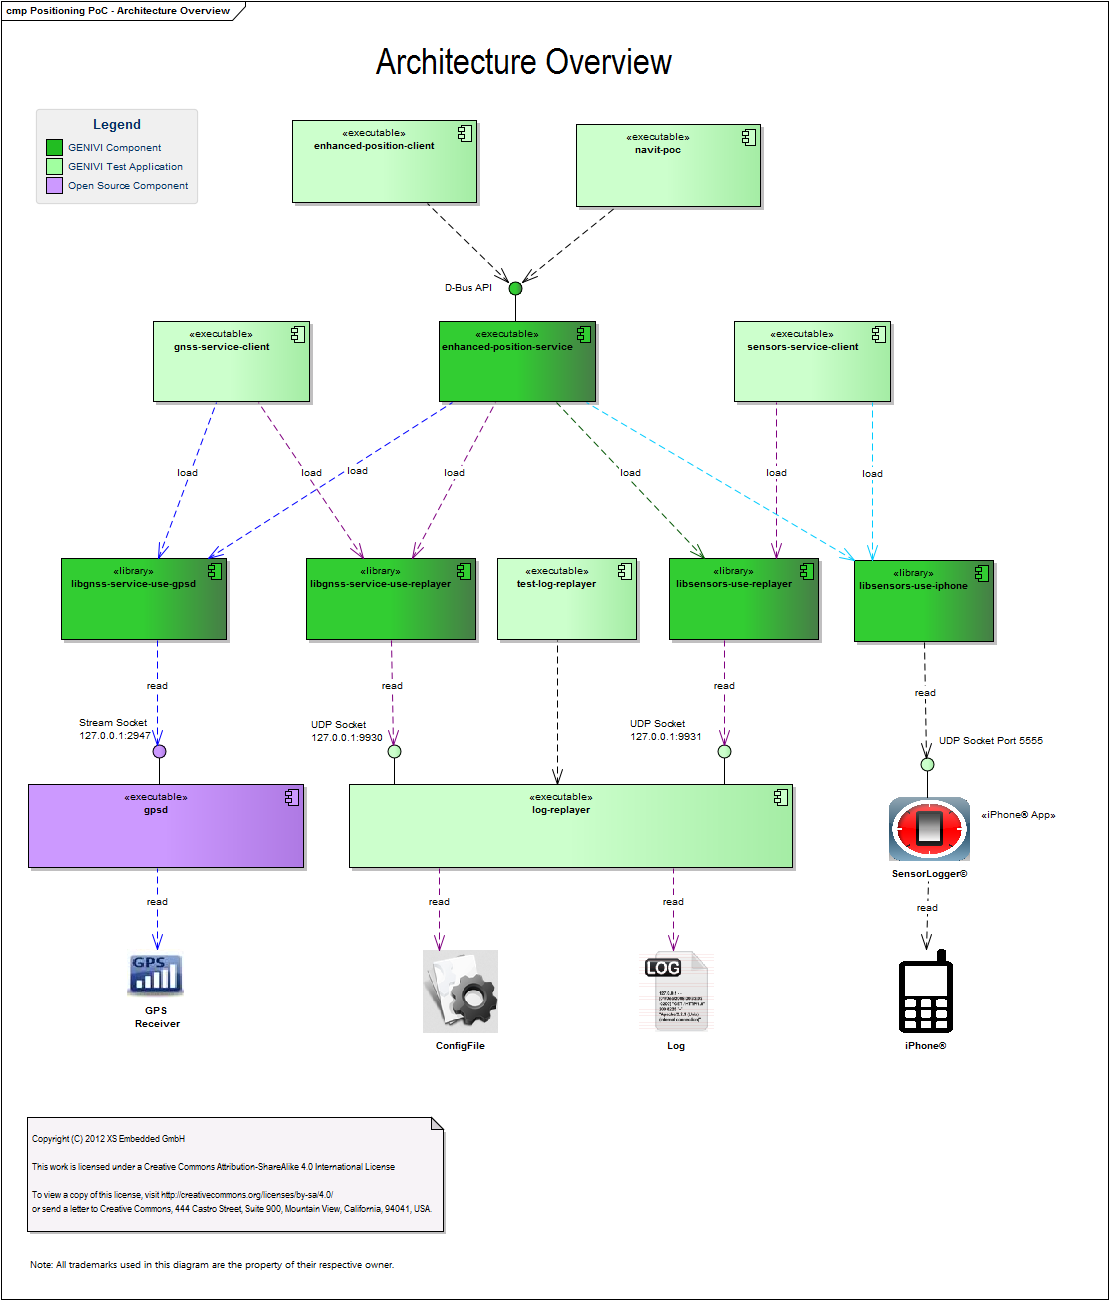 cmp Positioning PoC - Architecture Overview
Architecture Overview
Legend
GENIVI Component
GENIVI Test Application
Open Source Component
«executable»
enhanced-position-client
«executable»
navit-poc
D-Bus API
«executable»
gnss-service-client
«executable»
enhanced-position-service
«executable»
sensors-service-client
load
load
load
load
load
load
load
«library»
libgnss-service-use-gpsd
«library»
libgnss-service-use-replayer
«executable»
test-log-replayer
«library»
libsensors-use-replayer
«library»
libsensors-use-iphone
read
read
read
read
Stream Socket
127.0.0.1:2947
UDP Socket
127.0.0.1:9930
UDP Socket
127.0.0.1:9931
UDP Socket Port 5555
«executable»
gpsd
«executable»
log-replayer
«iPhone® App»
SensorLogger©
read
read
read
read
GPS
GPS
Receiver
ConfigFile
LOG
Log
iPhone®
Copyright (C) 2012 XS Embedded GmbH
This work is licensed under a Creative Commons Attribution-ShareAlike 4.0 International License
To view a copy of this license, visit http://creativecommons.org/licenses/by-sa/4.0/
or send a letter to Creative Commons, 444 Castro Street, Suite 900, Mountain View, California, 94041, USA.
Note: All trademarks used in this diagram are the property of their respective owner.